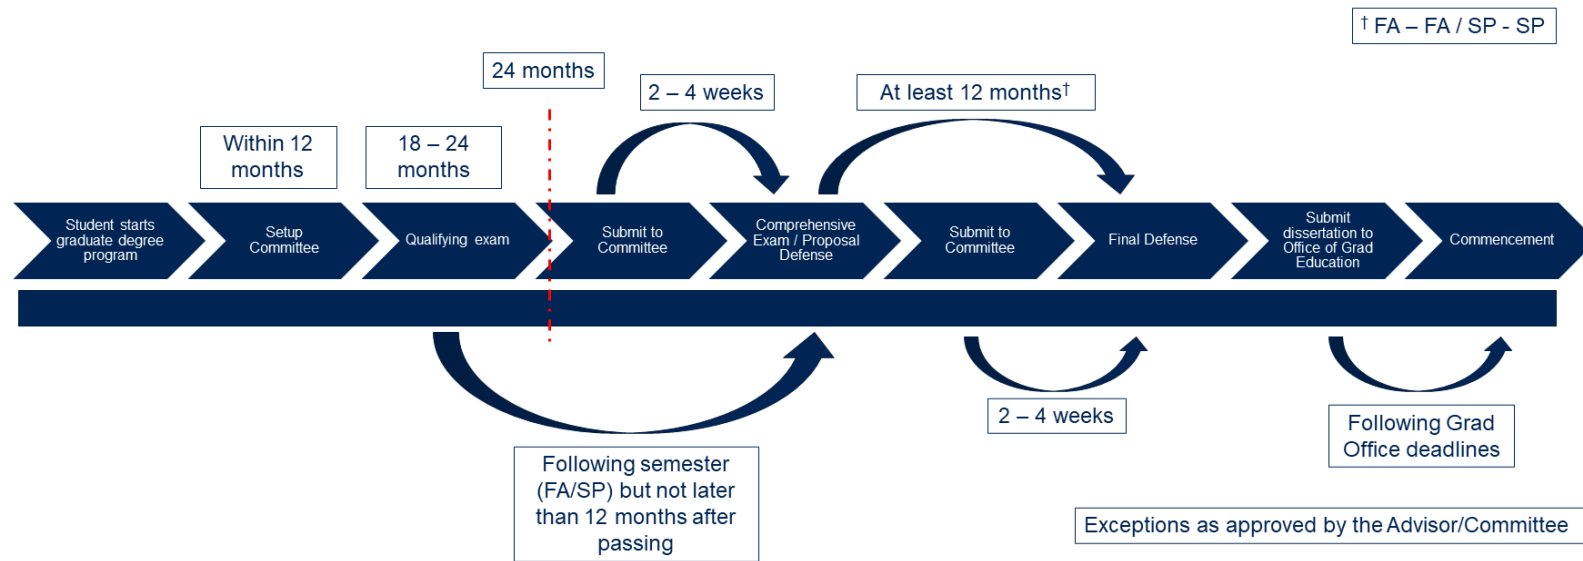 † FA – FA / SP - SP
24 months
2 – 4 weeks
At least 12 months†
Within 12
months
18 – 24
months
Student starts
graduate degree
program
Setup
Committee
Qualifying exam
Submit to
Committee
Comprehensive
Exam / Proposal
Defense
Submit to
Committee
Final Defense
Submit
dissertation to
Office of Grad
Education
Commencement
2 – 4 weeks
Following Grad
Office deadlines
Following semester
(FA/SP) but not later
than 12 months after
passing
Exceptions as approved by the Advisor/Committee